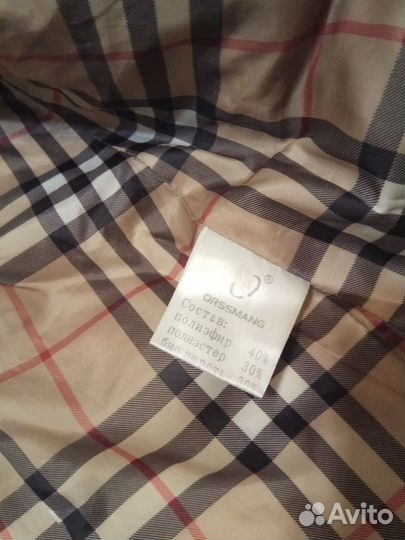 ®
ORSSMANG
Состав:
полиэфир 40%
полиэстер 30%
Avito